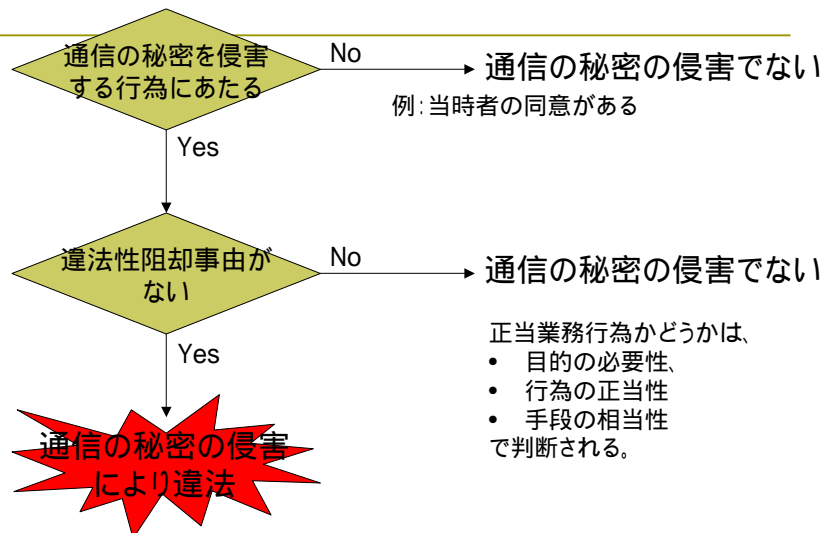 通信の秘密を侵害
する行為にあたる
No
通信の秘密の侵害でない
例：当時者の同意がある
Yes
違法性阻却事由が
ない
No
通信の秘密の侵害でない
正当業務行為かどうかは、
• 目的の必要性、
• 行為の正当性
• 手段の相当性
で判断される。
Yes
通信の秘密の侵害
により違法